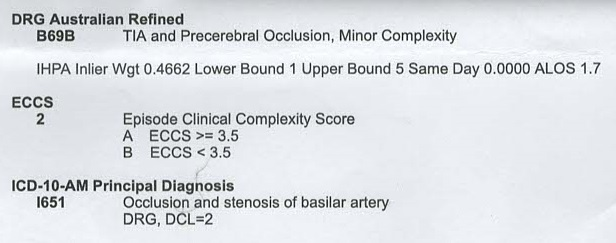 DRG Australian Refined
B69B TIA and Precerebral Occlusion, Minor Complexity
IHPA Inlier Wgt 0.4662 Lower Bound 1 Upper Bound 5 Same Day 0.0000 ALOS 1.7
ECCS
2 Episode Clinical Complexity Score
A ECCS >= 3.5
B ECCS < 3.5
ICD-10-AM Principal Diagnosis
I651 Occlusion and stenosis of basilar artery
DRG, DCL=2